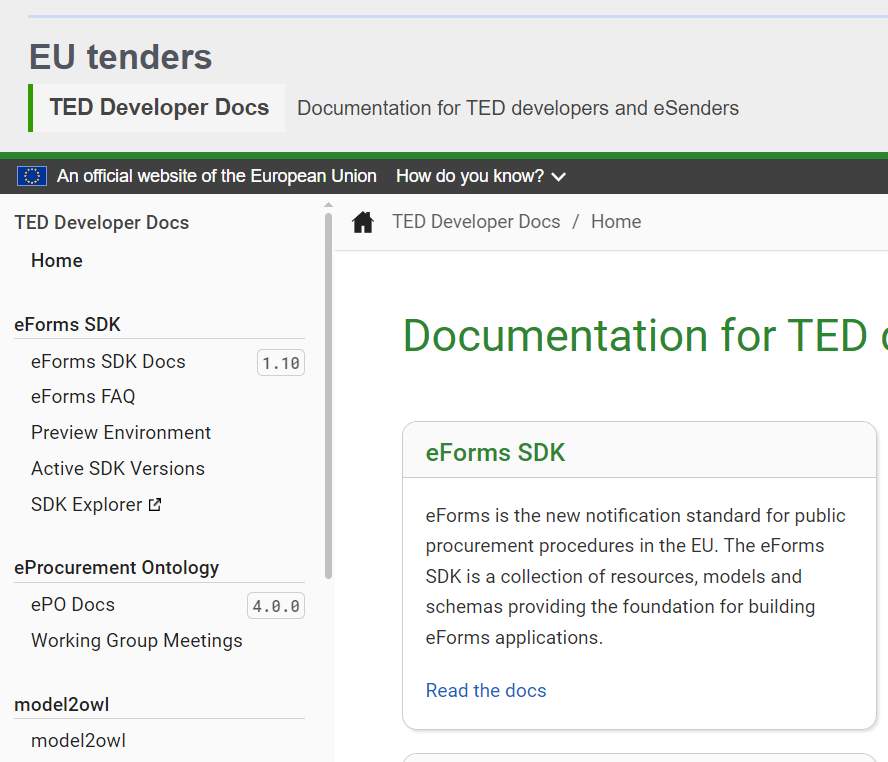 EU tenders
TED Developer Docs
Documentation for TED developers and eSenders
An official website of the European Union How do you know?
TED Developer Docs
Home
eForms SDK
eForms SDK Docs 1.10
eForms FAQ
Preview Environment
Active SDK Versions
SDK Explorer
eProcurement Ontology
ePO Docs 4.0.0
Working Group Meetings
model2owl
model2owl
TED Developer Docs / Home
Documentation for TED
eForms SDK
eForms is the new notification standard for public
procurement procedures in the EU. The eForms
SDK is a collection of resources, models and
schemas providing the foundation for building
eForms applications.
Read the docs